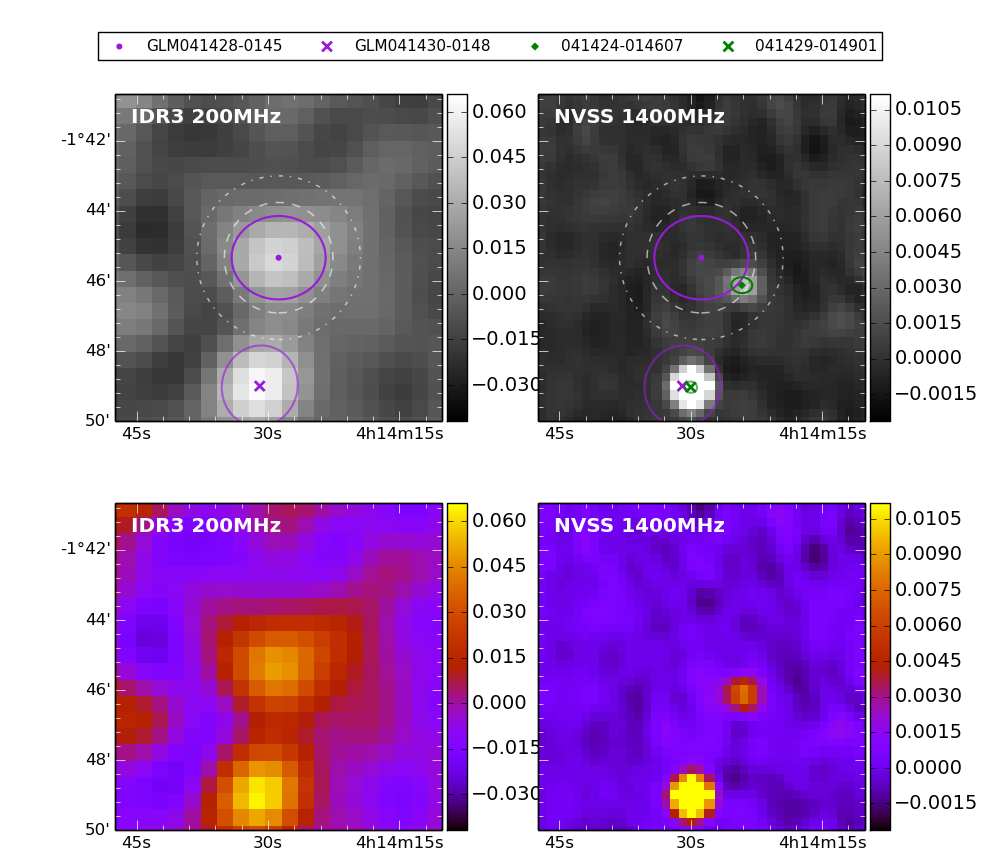 GLM041428-0145 GLM041430-0148 041424-014607 041429-014901
IDR3 200MHz
NVSS 1400MHz
-1°42'
44'
46'
48'
50'
45s
30s
4h14m15s
0.060
0.045
0.030
0.015
0.000
−0.015
−0.030
45s
30s
4h14m15s
0.0105
0.0090
0.0075
0.0060
0.0045
0.0030
0.0015
0.0000
−0.0015
IDR3 200MHz
NVSS 1400MHz
-1°42'
44'
46'
48'
50'
45s
30s
4h14m15s
0.060
0.045
0.030
0.015
0.000
−0.015
−0.030
45s
30s
4h14m15s
0.0105
0.0090
0.0075
0.0060
0.0045
0.0030
0.0015
0.0000
−0.0015